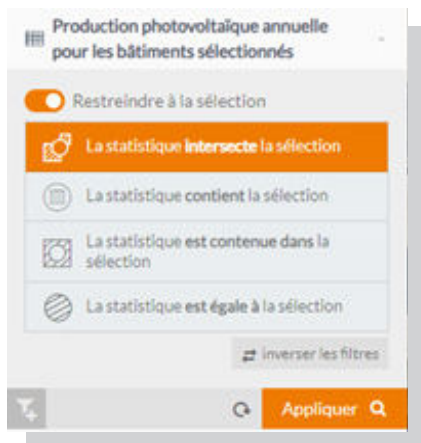 Production photovoltaïque annuelle
pour les bâtiments sélectionnés
Restreindre à la sélection
La statistique intersecte la sélection
La statistique contient la sélection
La statistique est contenue dans la
sélection
La statistique est égale à la sélection
inverser les filtres
Appliquer